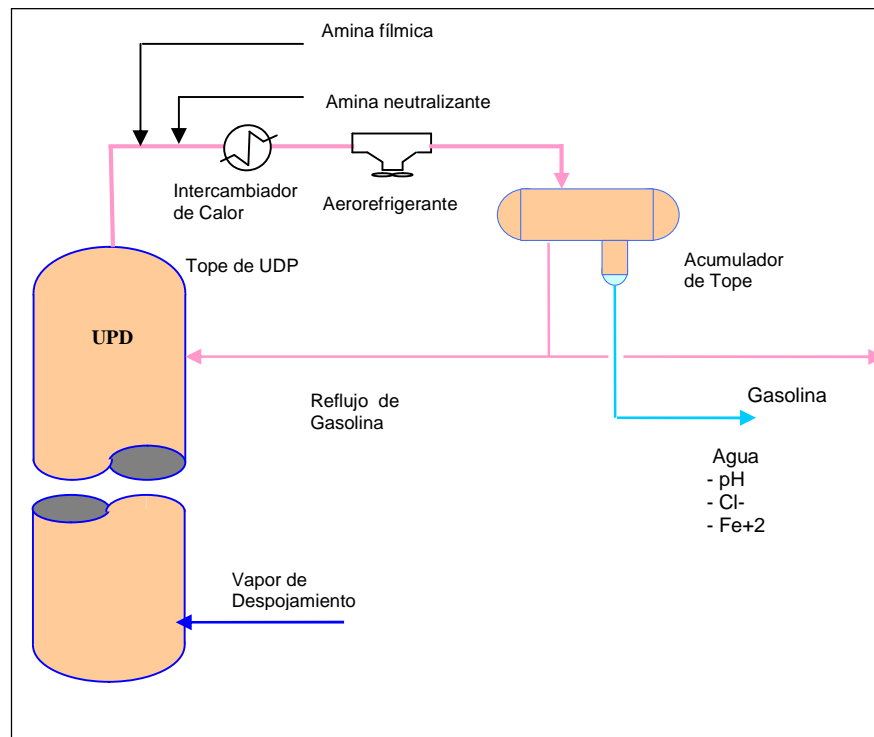 Amina fílmica
Amina neutralizante
Intercambiador
de Calor
Aerorefrigerante
Tope de UDP
Acumulador
de Tope
UPD
Reflujo de
Gasolina
Gasolina
Agua
- pH
- Cl-
- Fe+2
Vapor de
Despojamiento